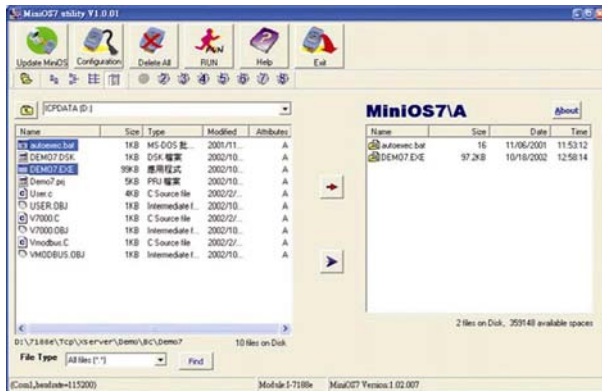 MiniOS7 utility V1.0.01
Update MiniOS Configuration Delete All RUN Help Exit
ICPDATA (D:)
Name Size Type Modified Attributes
autoexec.bat 1KB MS-DOS 批... 2001/11... A
DEMO7.DSK 1KB DSK 檔案 2002/10... A
DEMO7.EXE 99KB 應用程式 2002/10... A
Demo7.prj 5KB PRJ 檔案 2002/10... A
User.c 4KB C Source file 2002/2/... A
USER.OBJ 1KB Intermediate f... 2002/10... A
V7000.C 1KB C Source file 2002/2/... A
V7000.OBJ 1KB Intermediate f... 2002/10... A
Vmodbus.C 1KB C Source file 2002/2/... A
VMODBUS.OBJ 1KB Intermediate f... 2002/10... A
D:\7188e\Tcp\Xserver\Demo\BC\Demo7 10 files on Disk
File Type All files (*.*) Find
MiniOS7\A About
Name Size Date Time
autoexec.bat 16 11/06/2001 11:53:12
DEMO7.EXE 97.2KB 10/18/2002 12:58:14
2 files on Disk, 359148 available spaces
(Com1,baudrate=115200) Module:I-7188e MiniOS7 Version:1.02.007